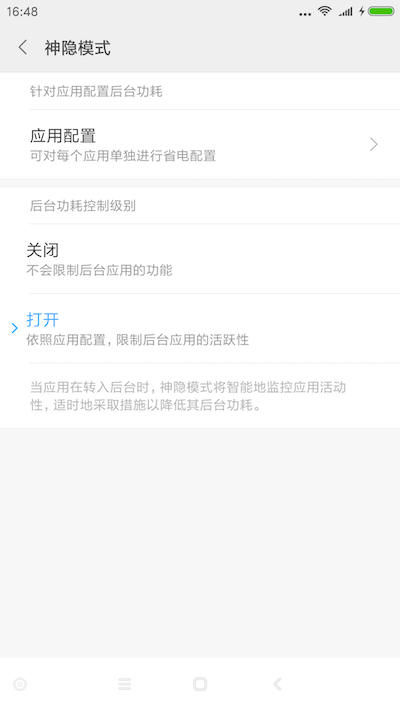 16:48
神隐模式
针对应用配置后台功耗
应用配置
可对每个应用单独进行省电配置
后台功耗控制级别
关闭
不会限制后台应用的功能
打开
依照应用配置，限制后台应用的活跃性
当应用在转入后台时，神隐模式将智能地监控应用活动
性，适时地采取措施以降低其后台功耗。